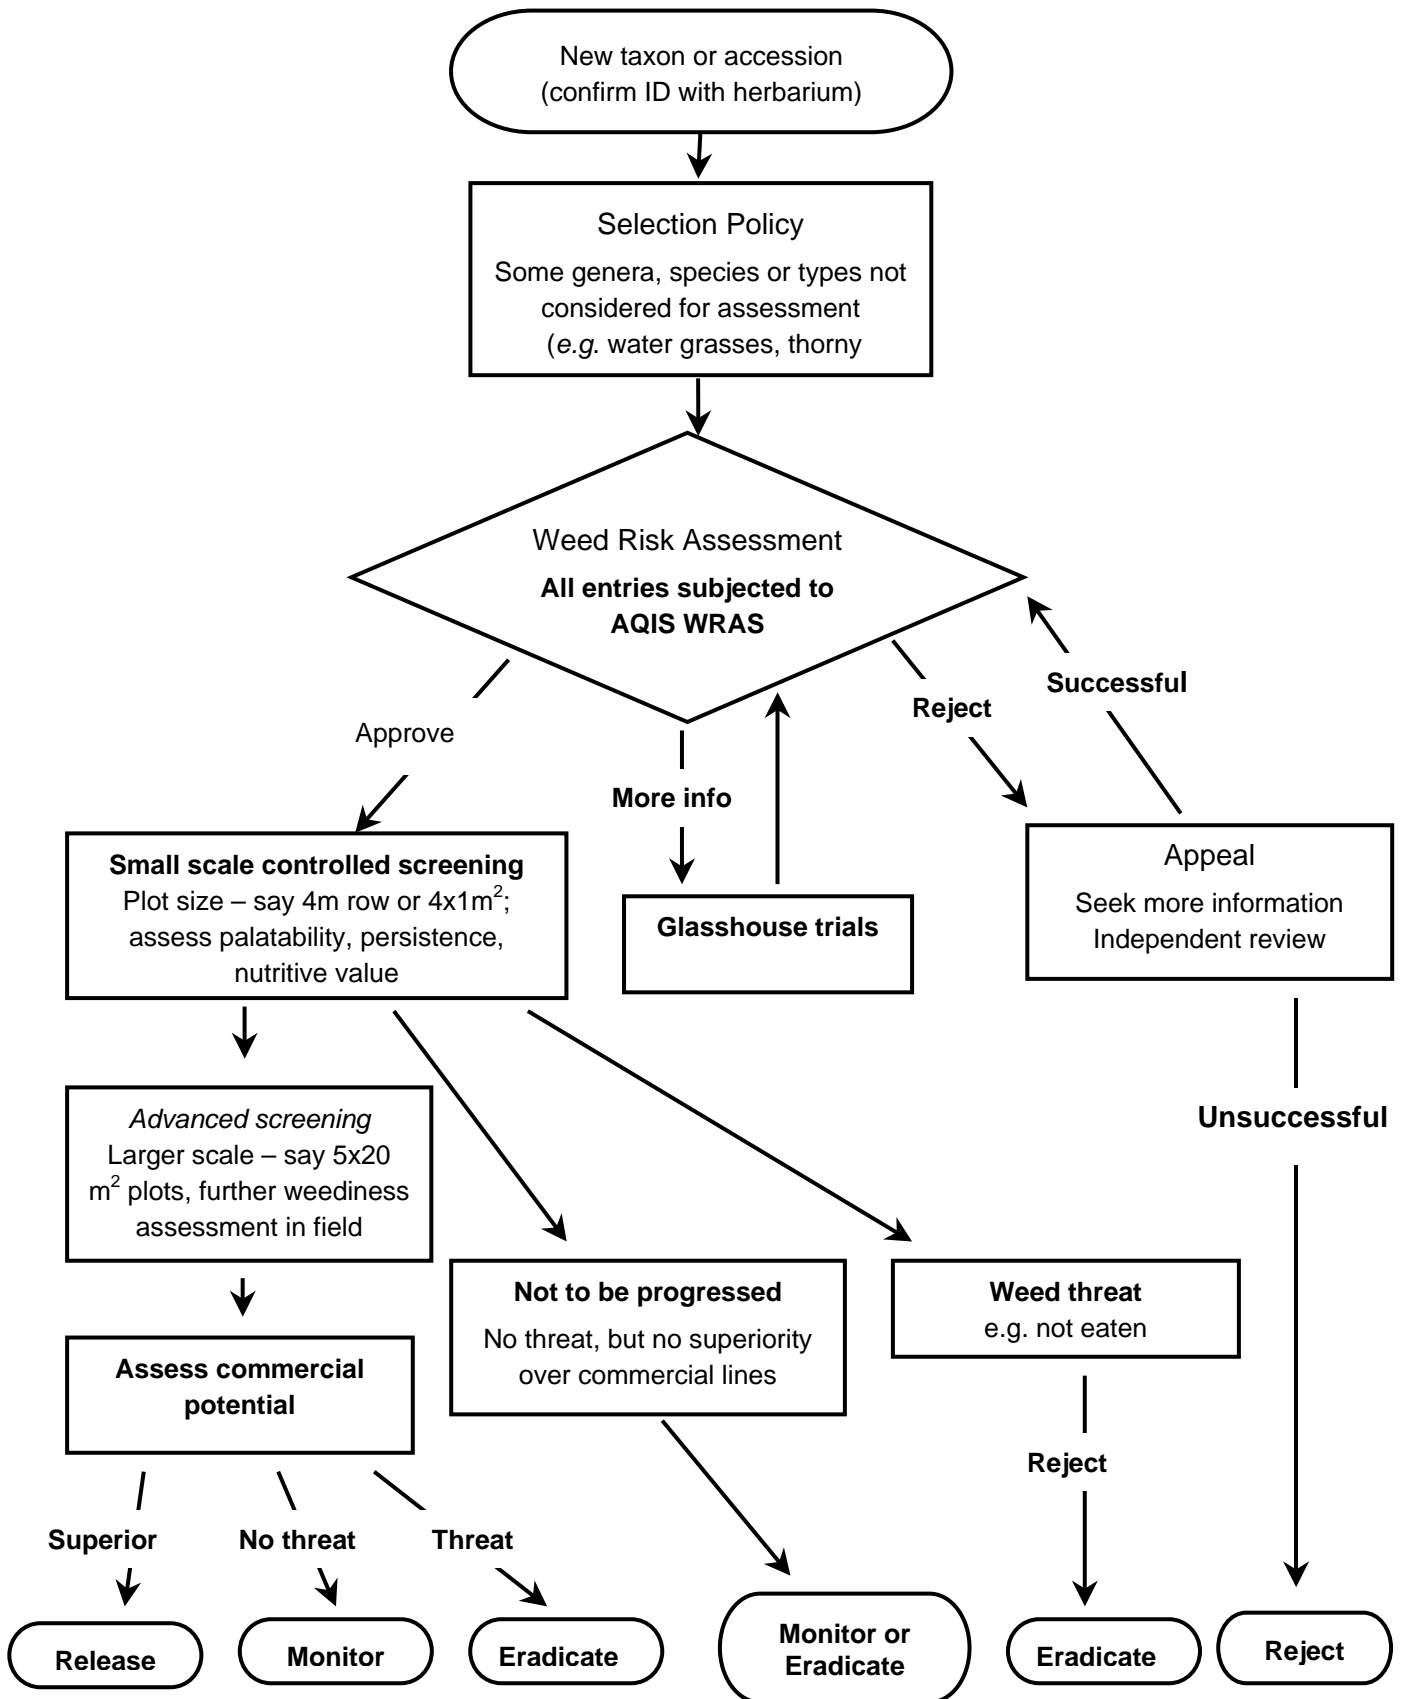 New taxon or accession
(confirm ID with herbarium)
Selection Policy
Some genera, species or types not
considered for assessment
(e.g. water grasses, thorny
Weed Risk Assessment
All entries subjected to
AQIS WRAS
Approve
More info
Reject
Successful
Small scale controlled screening
Plot size – say 4m row or 4x1m²;
assess palatability, persistence,
nutritive value
Glasshouse trials
Appeal
Seek more information
Independent review
Unsuccessful
Advanced screening
Larger scale – say 5x20
m² plots, further weediness
assessment in field
Not to be progressed
No threat, but no superiority
over commercial lines
Weed threat
e.g. not eaten
Assess commercial
potential
Reject
Superior
No threat
Threat
Release
Monitor
Eradicate
Monitor or
Eradicate
Eradicate
Reject